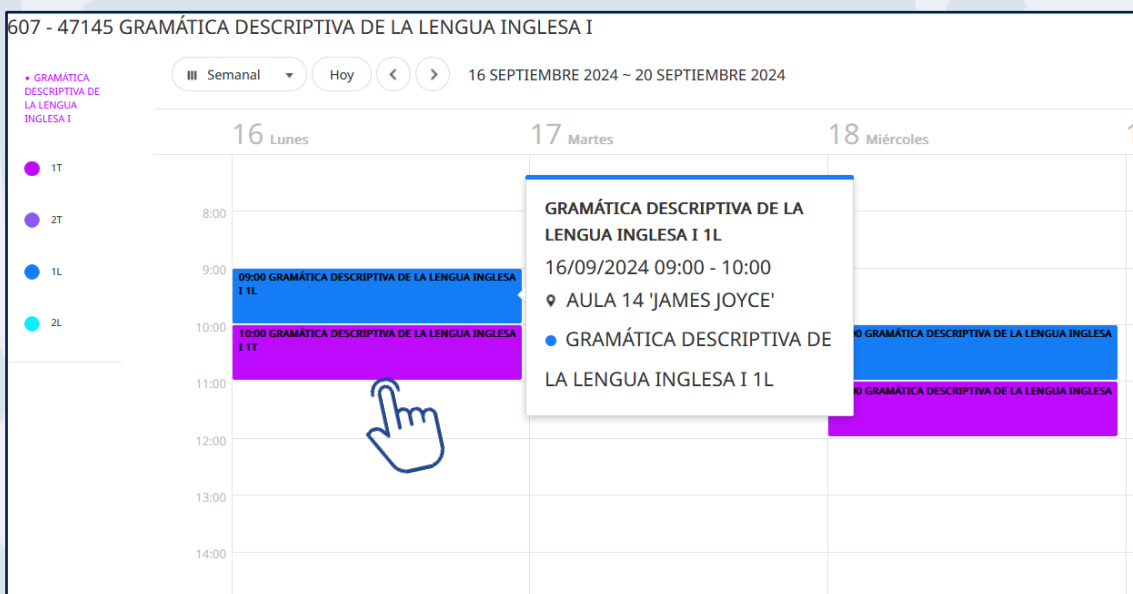 607 - 47145 GRAMÁTICA DESCRIPTIVA DE LA LENGUA INGLESA I
• GRAMÁTICA
DESCRIPTIVA DE
LA LENGUA
INGLESA I
1T
2T
1L
2L
Semanal
Hoy
16 SEPTIEMBRE 2024 ~ 20 SEPTIEMBRE 2024
16 Lunes
17 Martes
18 Miércoles
8:00
9:00
10:00
11:00
12:00
13:00
14:00
09:00 GRAMÁTICA DESCRIPTIVA DE LA LENGUA INGLESA
I 1L
10:00 GRAMÁTICA DESCRIPTIVA DE LA LENGUA INGLESA
I 1T
GRAMÁTICA DESCRIPTIVA DE LA
LENGUA INGLESA I 1L
16/09/2024 09:00 - 10:00
AULA 14 'JAMES JOYCE'
GRAMÁTICA DESCRIPTIVA DE
LA LENGUA INGLESA I 1L
GRAMÁTICA DESCRIPTIVA DE LA LENGUA INGLESA
GRAMÁTICA DESCRIPTIVA DE LA LENGUA INGLESA